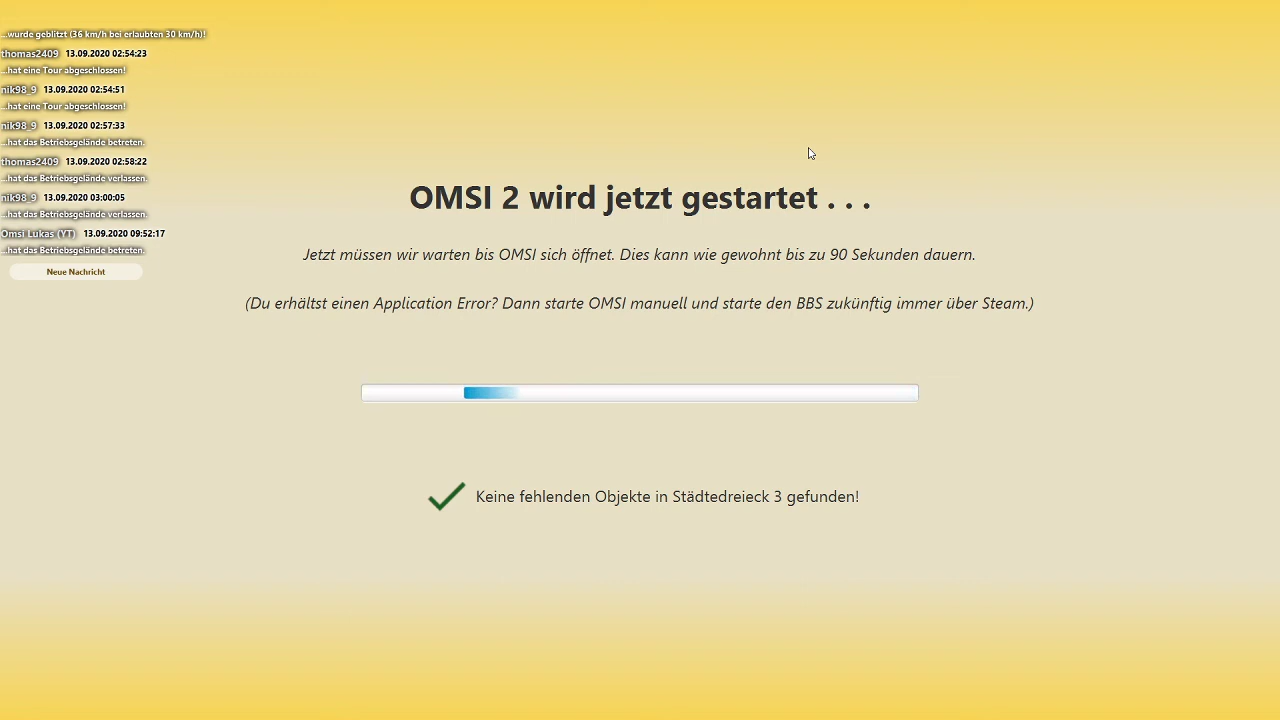 ...wurde geblitzt (36 km/h bei erlaubten 30 km/h)!
thomas2409 13.09.2020 02:54:23
...hat eine Tour abgeschlossen!
nik98_9 13.09.2020 02:54:51
...hat eine Tour abgeschlossen!
nik98_9 13.09.2020 02:57:33
...hat das Betriebsgelände betreten.
thomas2409 13.09.2020 02:58:22
...hat das Betriebsgelände verlassen.
nik98_9 13.09.2020 03:00:05
...hat das Betriebsgelände verlassen.
Omsi Lukas (YT) 13.09.2020 09:52:17
...hat das Betriebsgelände betreten.
Neue Nachricht
OMSI 2 wird jetzt gestartet . . .
Jetzt müssen wir warten bis OMSI sich öffnet. Dies kann wie gewohnt bis zu 90 Sekunden dauern.
(Du erhältst einen Application Error? Dann starte OMSI manuell und starte den BBS zukünftig immer über Steam.)
Keine fehlenden Objekte in Städtedreieck 3 gefunden!